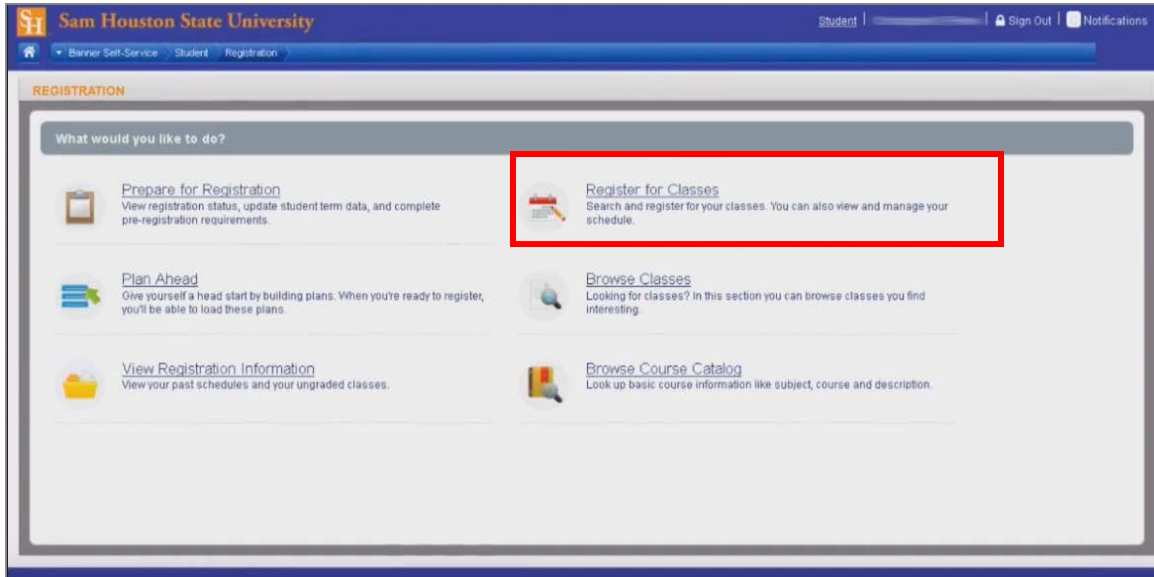 SH Sam Houston State University
Student | | Sign Out | Notifications
Banner Self-Service Student Registration
REGISTRATION
What would you like to do?
Prepare for Registration
View registration status, update student term data, and complete
pre-registration requirements.
Register for Classes
Search and register for your classes. You can also view and manage your
schedule.
Plan Ahead
Give yourself a head start by building plans. When you're ready to register,
you'll be able to load these plans.
Browse Classes
Looking for classes? In this section you can browse classes you find
interesting.
View Registration Information
View your past schedules and your ungraded classes.
Browse Course Catalog
Look up basic course information like subject, course and description.